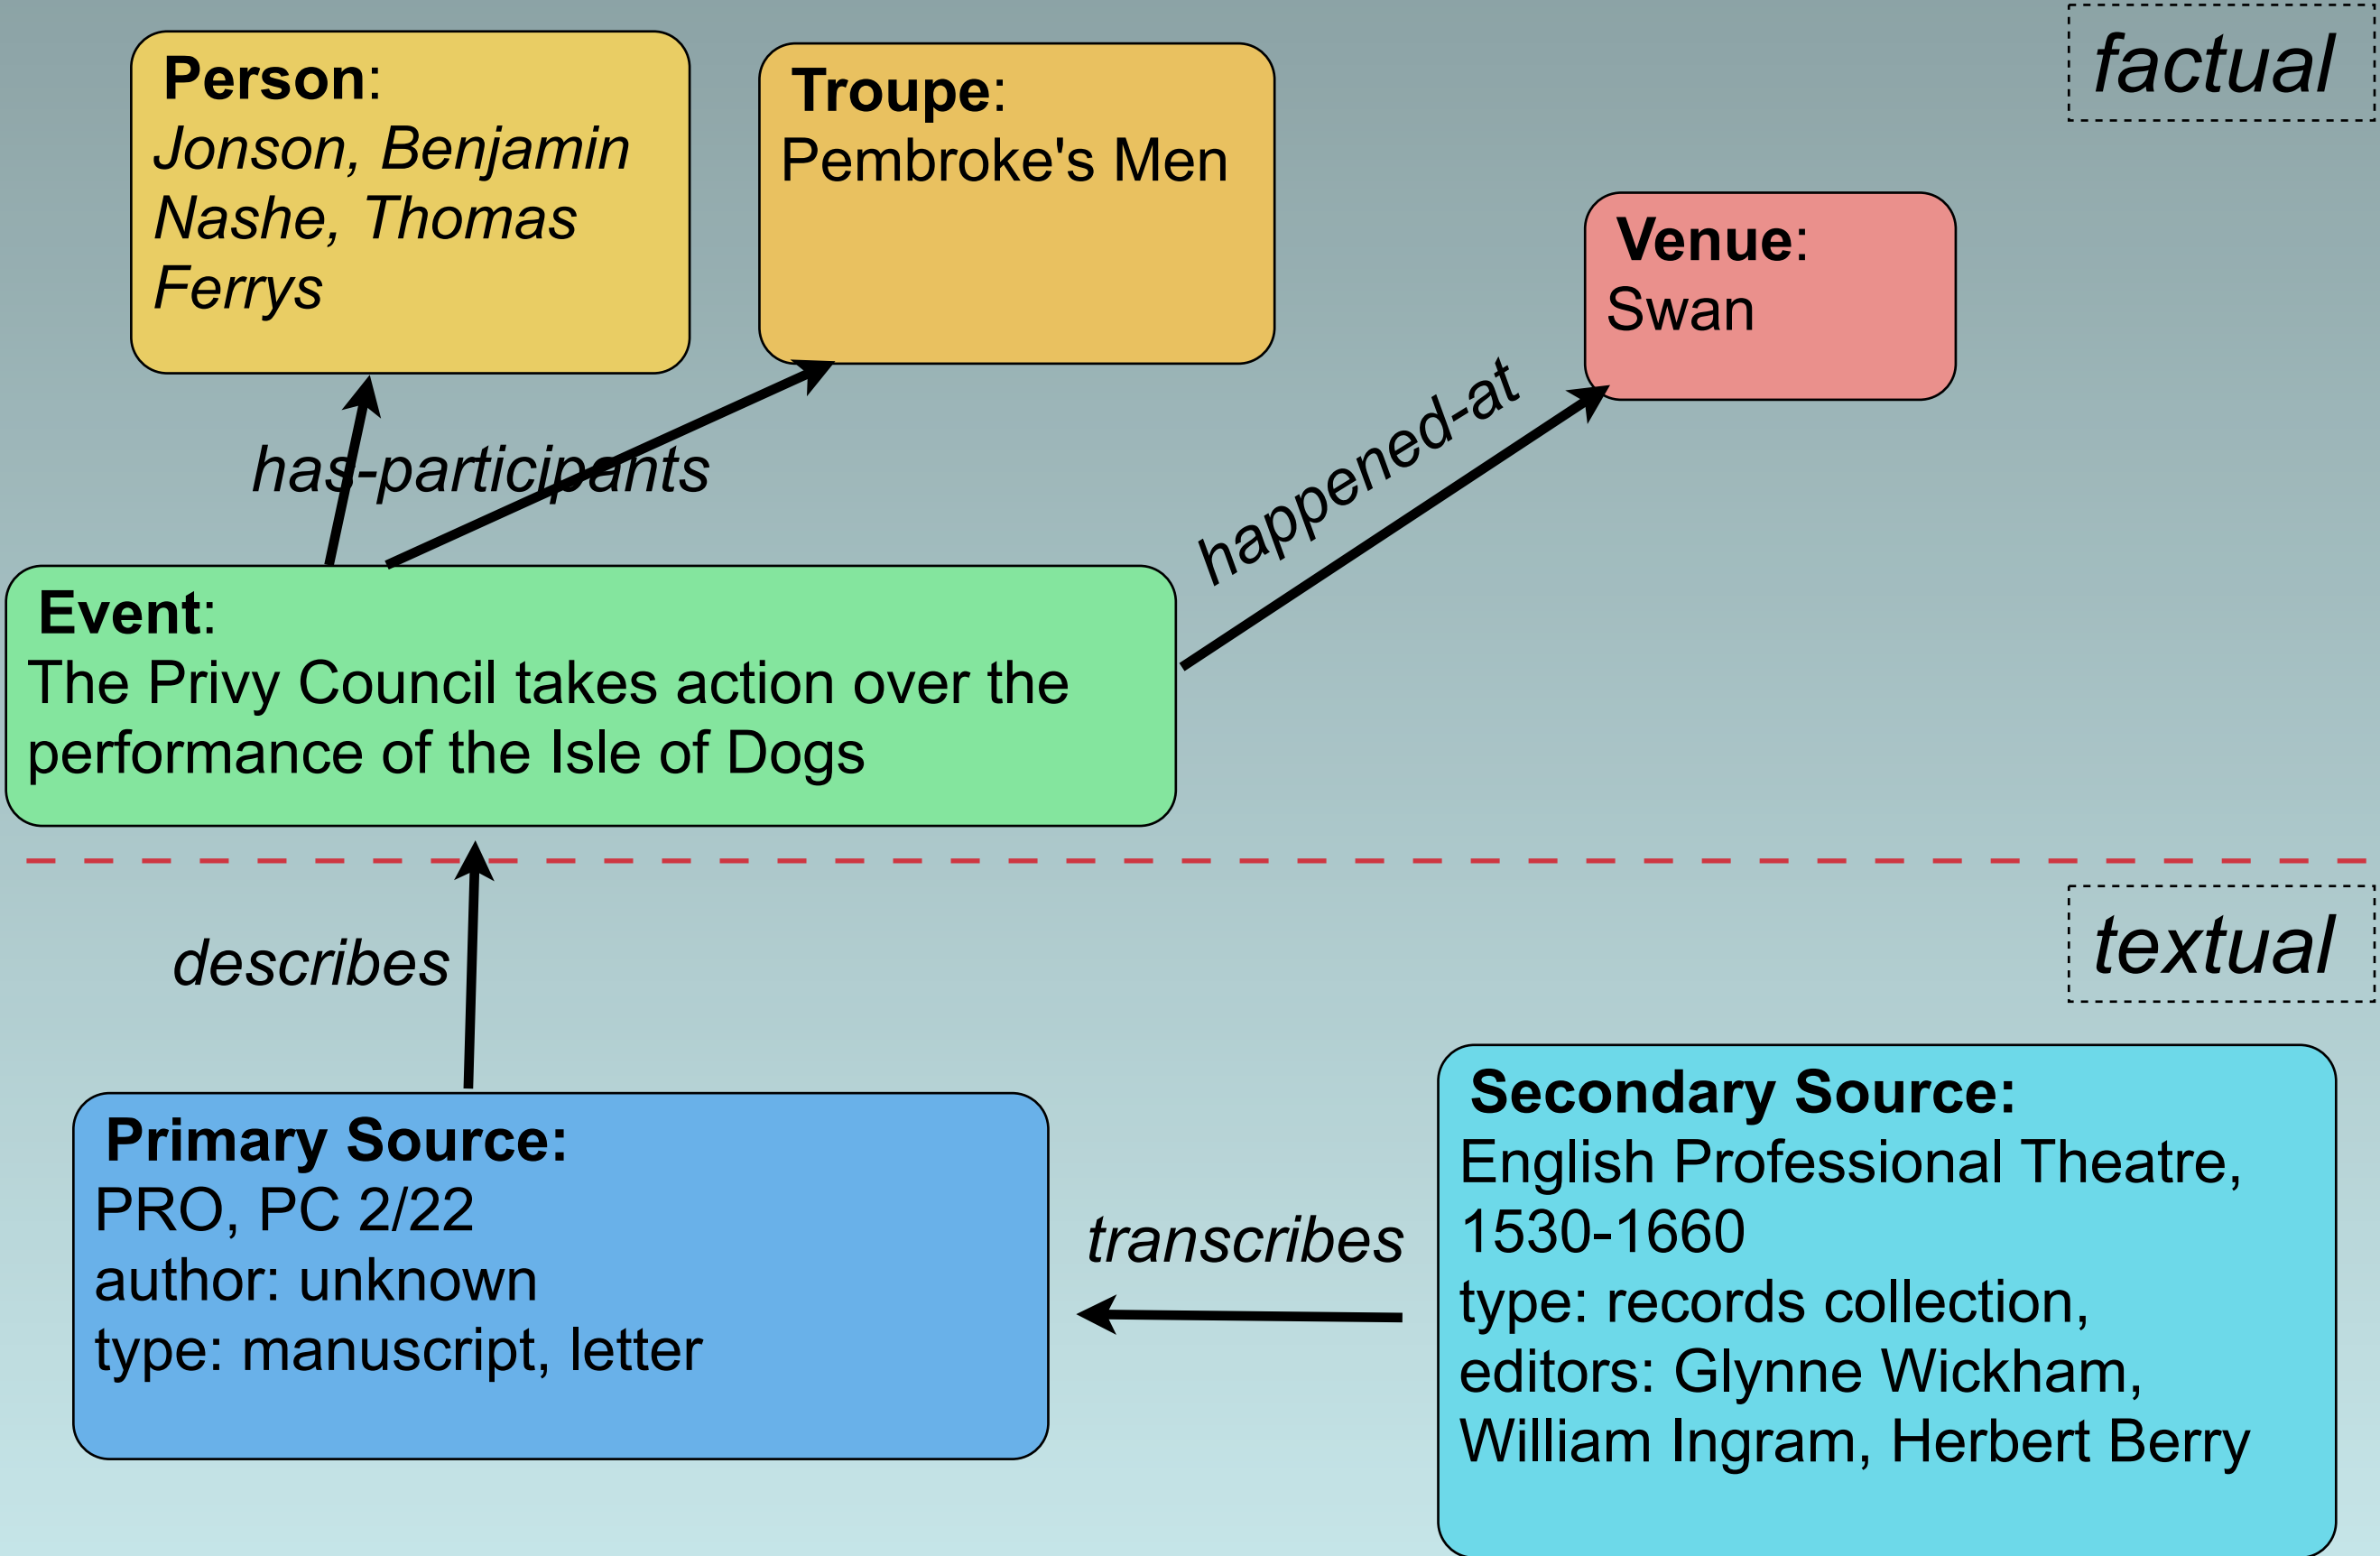 factual
Person:
Jonson, Benjamin
Nashe, Thomas
Ferrys
Troupe:
Pembroke's Men
Venue:
Swan
has-participants
happened-at
Event:
The Privy Council takes action over the
performance of the Isle of Dogs
textual
describes
Primary Source:
PRO, PC 2/22
author: unknown
type: manuscript, letter
transcribes
Secondary Source:
English Professional Theatre,
1530-1660
type: records collection,
editors: Glynne Wickham,
William Ingram, Herbert Berry